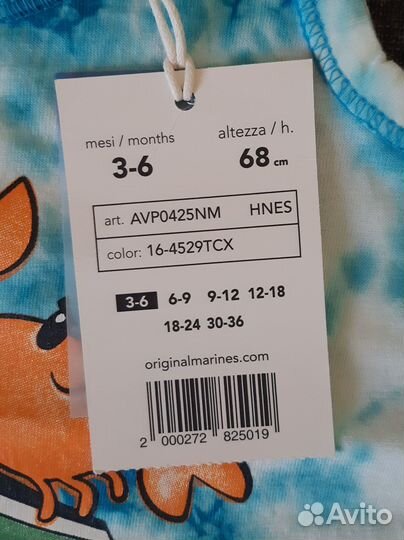 mesi / months
3-6
altezza / h.
68 cm
art. AVP0425NM HNES
color: 16-4529TCX
3-6 6-9 9-12 12-18
18-24 30-36
originalmarines.com
2 000272 825019
Avito